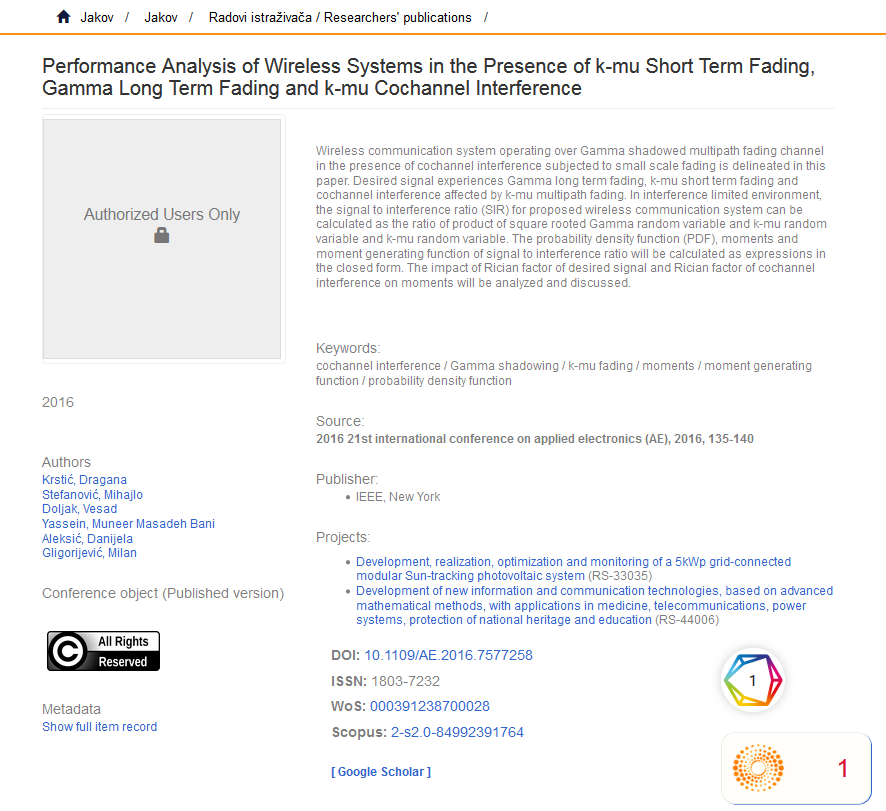 Jakov / Jakov / Radovi istraživača / Researchers' publications /
Performance Analysis of Wireless Systems in the Presence of k-mu Short Term Fading,
Gamma Long Term Fading and k-mu Cochannel Interference
Authorized Users Only
2016
Authors
Krstić, Dragana
Stefanović, Mihajlo
Doljak, Vesad
Yassein, Muneer Masadeh Bani
Aleksić, Danijela
Gligorijević, Milan
Conference object (Published version)
All Rights
Reserved
Metadata
Show full item record
Wireless communication system operating over Gamma shadowed multipath fading channel
in the presence of cochannel interference subjected to small scale fading is delineated in this
paper. Desired signal experiences Gamma long term fading, k-mu short term fading and
cochannel interference affected by k-mu multipath fading. In interference limited environment,
the signal to interference ratio (SIR) for proposed wireless communication system can be
calculated as the ratio of product of square rooted Gamma random variable and k-mu random
variable and k-mu random variable. The probability density function (PDF), moments and
moment generating function of signal to interference ratio will be calculated as expressions in
the closed form. The impact of Rician factor of desired signal and Rician factor of cochannel
interference on moments will be analyzed and discussed.
Keywords:
cochannel interference / Gamma shadowing / k-mu fading / moments / moment generating
function / probability density function
Source:
2016 21st international conference on applied electronics (AE), 2016, 135-140
Publisher:
• IEEE, New York
Projects:
• Development, realization, optimization and monitoring of a 5kWp grid-connected
modular Sun-tracking photovoltaic system (RS-33035)
• Development of new information and communication technologies, based on advanced
mathematical methods, with applications in medicine, telecommunications, power
systems, protection of national heritage and education (RS-44006)
DOI: 10.1109/AE.2016.7577258
ISSN: 1803-7232
WoS: 000391238700028
Scopus: 2-s2.0-84992391764
[ Google Scholar ]
1
1